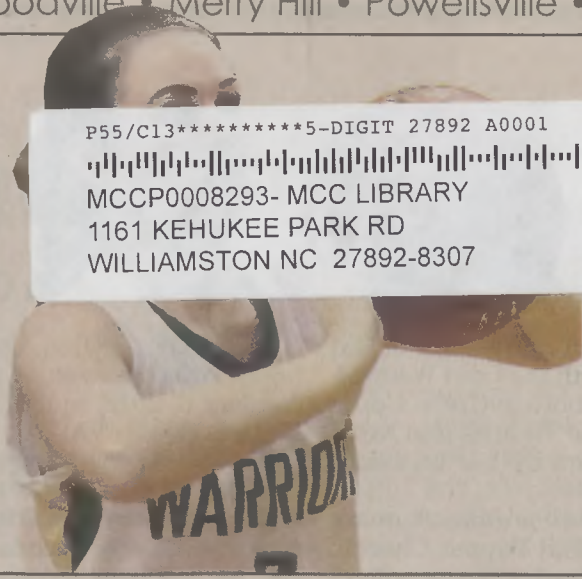 Merry Hill • Powellsville •
P55/C13**********5-DIGIT 27892 A0001
MCCP0008293- MCC LIBRARY
1161 KEHUKEE PARK RD
WILLIAMSTON NC 27892-8307
WARRIOR